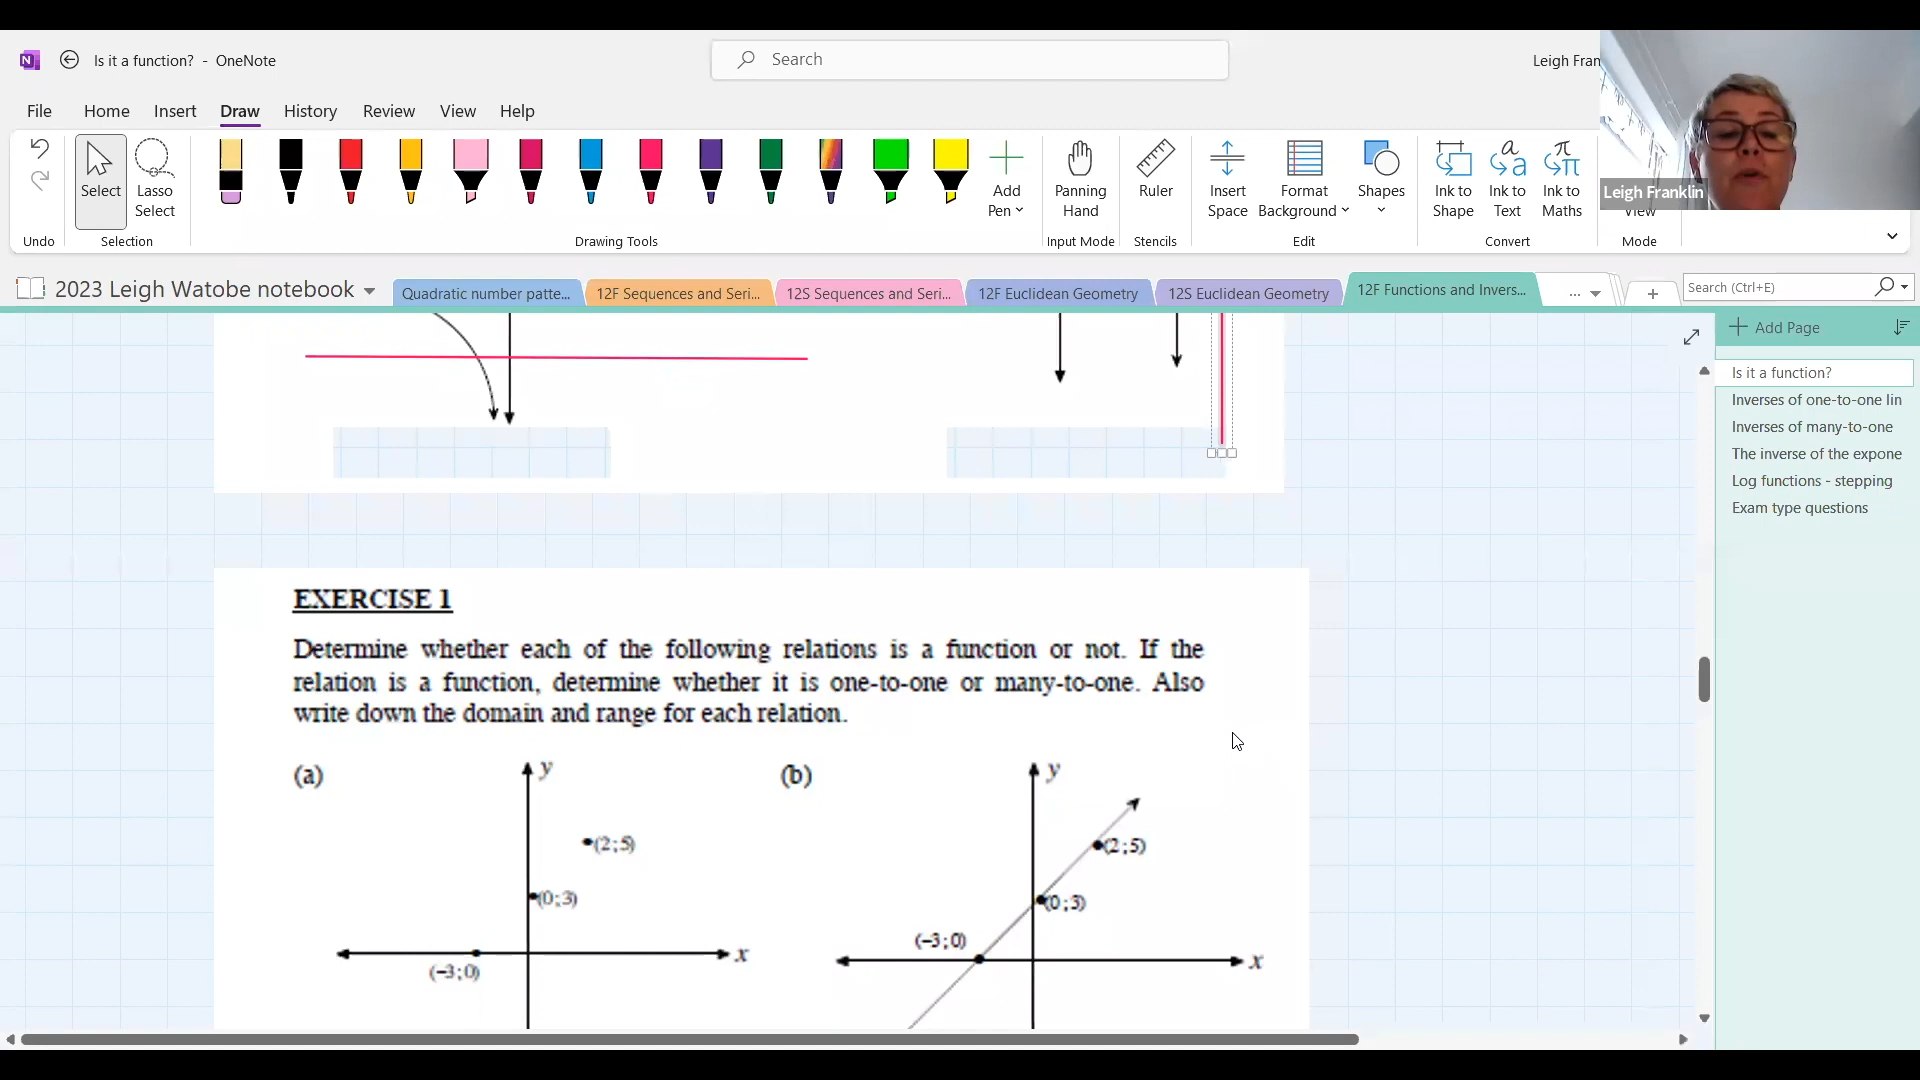 Is it a function? - OneNote
Search
Leigh Fran
File Home Insert Draw History Review View Help
Select
Lasso Select
Add Pen
Panning Hand
Ruler
Insert Space
Format Background
Shapes
Ink to Shape
Ink to Text
Ink to Maths
View
Leigh Franklin
Undo Selection Drawing Tools Input Mode Stencils Edit Convert Mode
2023 Leigh Watobe notebook
Quadratic number patte...
12F Sequences and Seri...
12S Sequences and Seri...
12F Euclidean Geometry
12S Euclidean Geometry
12F Functions and Invers...
...
Search (Ctrl+E)
Add Page
Is it a function?
Inverses of one-to-one lin
Inverses of many-to-one
The inverse of the expone
Log functions - stepping
Exam type questions
EXERCISE 1
Determine whether each of the following relations is a function or not. If the
relation is a function, determine whether it is one-to-one or many-to-one. Also
write down the domain and range for each relation.
(a)
y
(2;5)
(0;3)
x
(−3;0)
(b)
y
(2;5)
(0;3)
(−3;0)
x